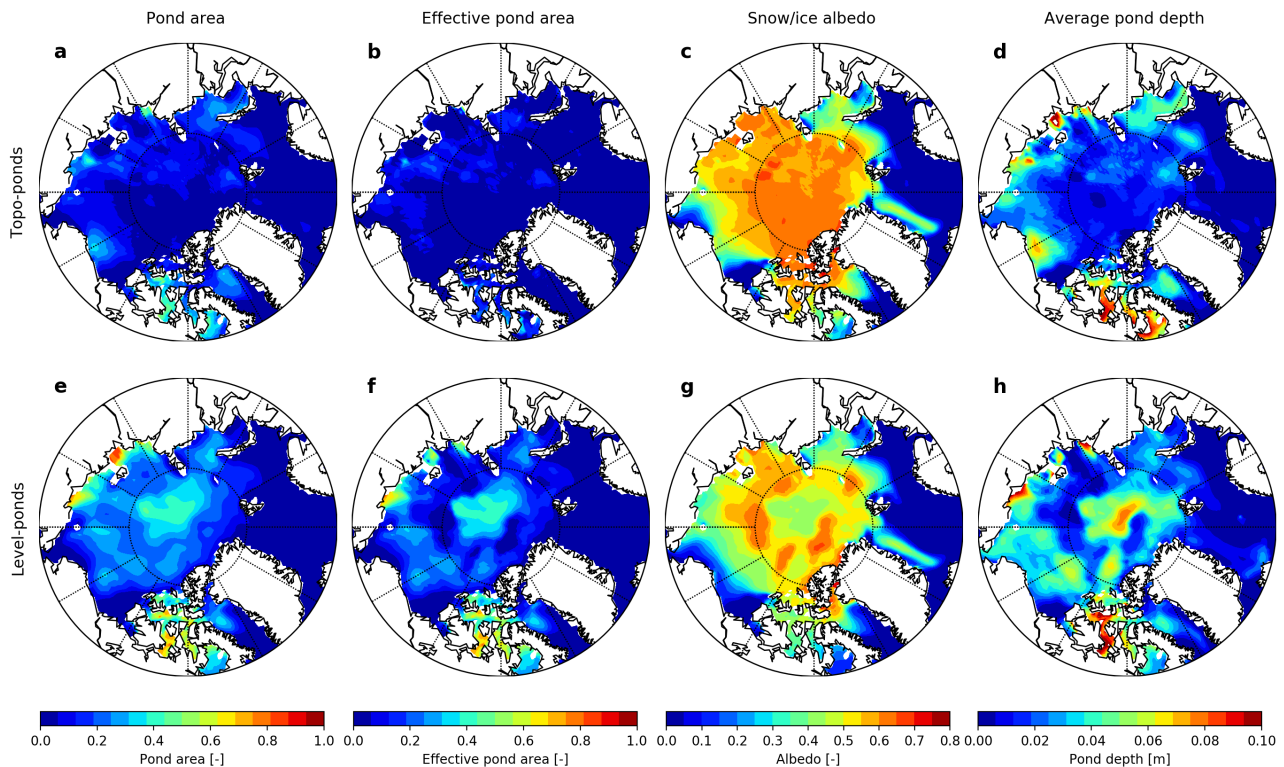 Pond area
Effective pond area
Snow/ice albedo
Average pond depth
Topo-ponds
a
b
c
d
Level-ponds
e
f
g
h
0.0 0.2 0.4 0.6 0.8 1.0
Pond area [-]
0.0 0.2 0.4 0.6 0.8 1.0
Effective pond area [-]
0.0 0.1 0.2 0.3 0.4 0.5 0.6 0.7 0.8
Albedo [-]
0.00 0.02 0.04 0.06 0.08 0.10
Pond depth [m]